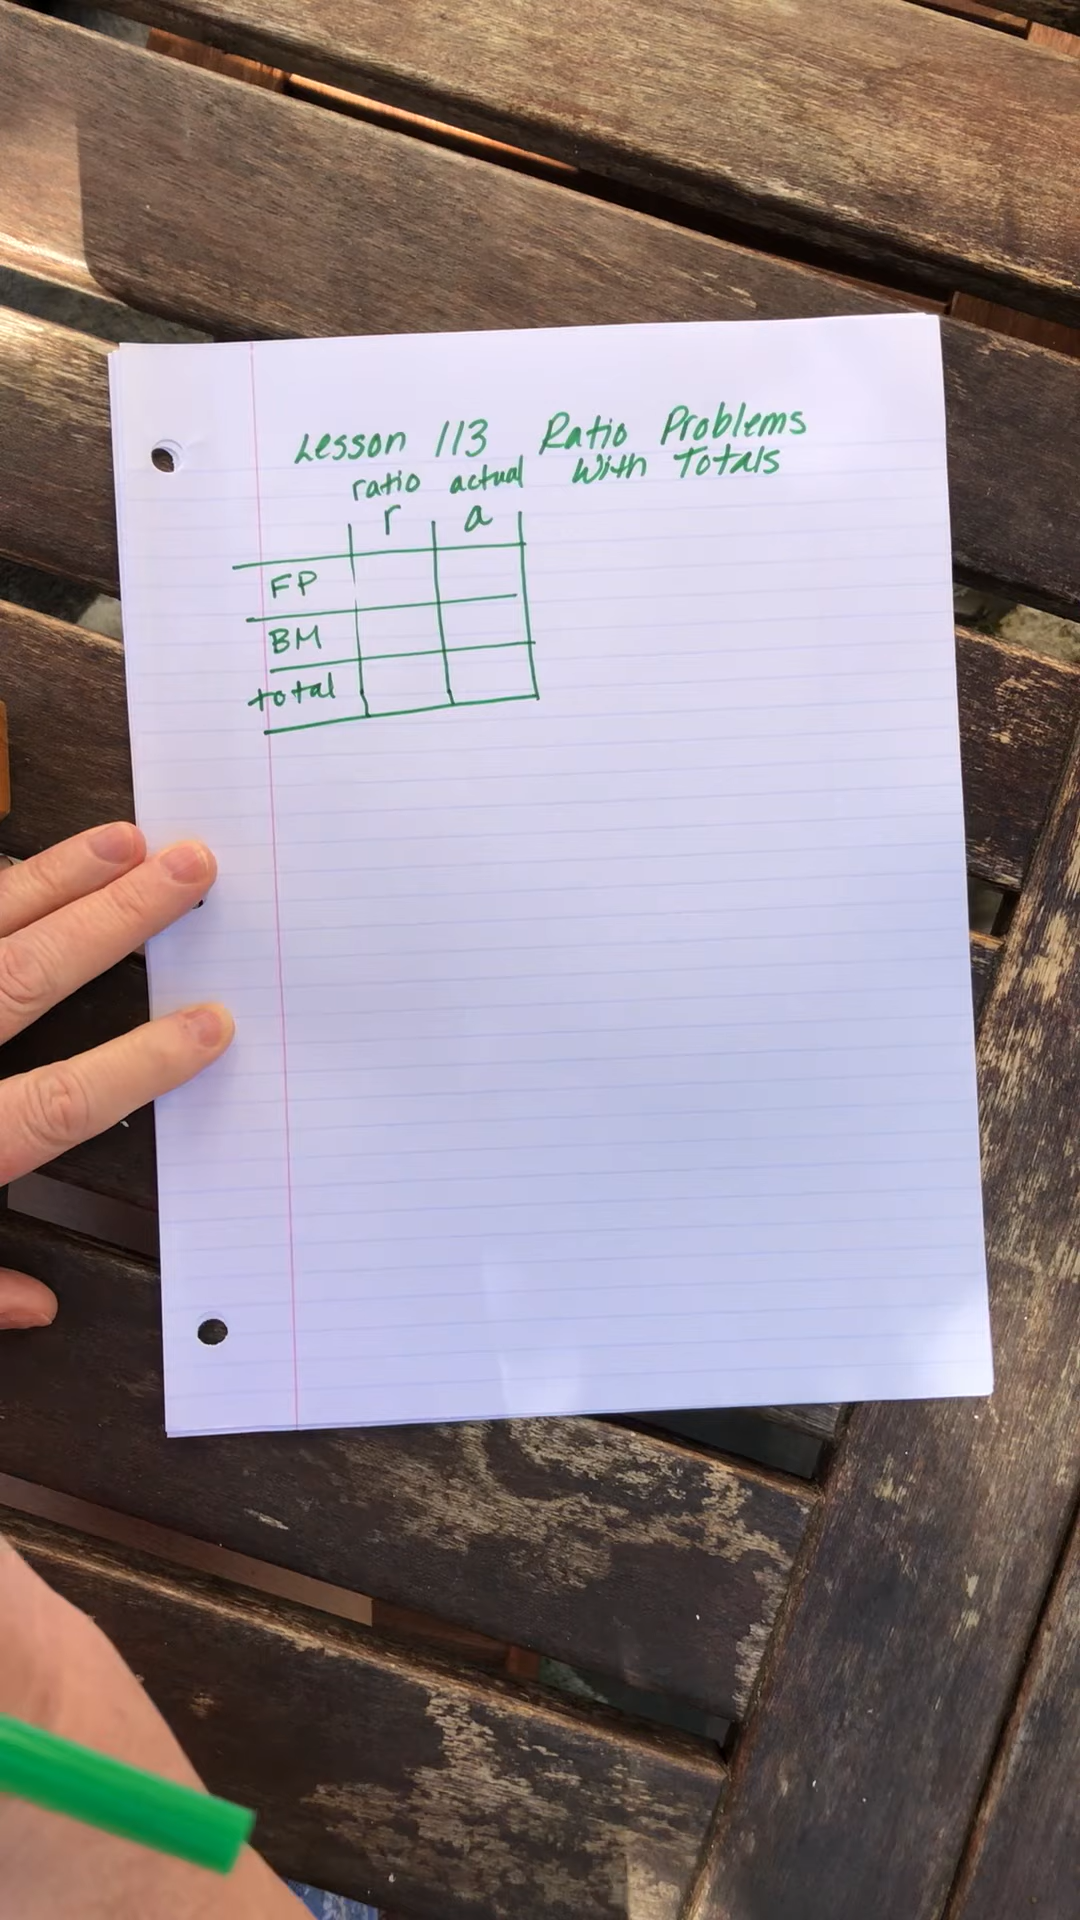 Lesson 113 Ratio Problems
With Totals
ratio actual
r a
FP
BM
total